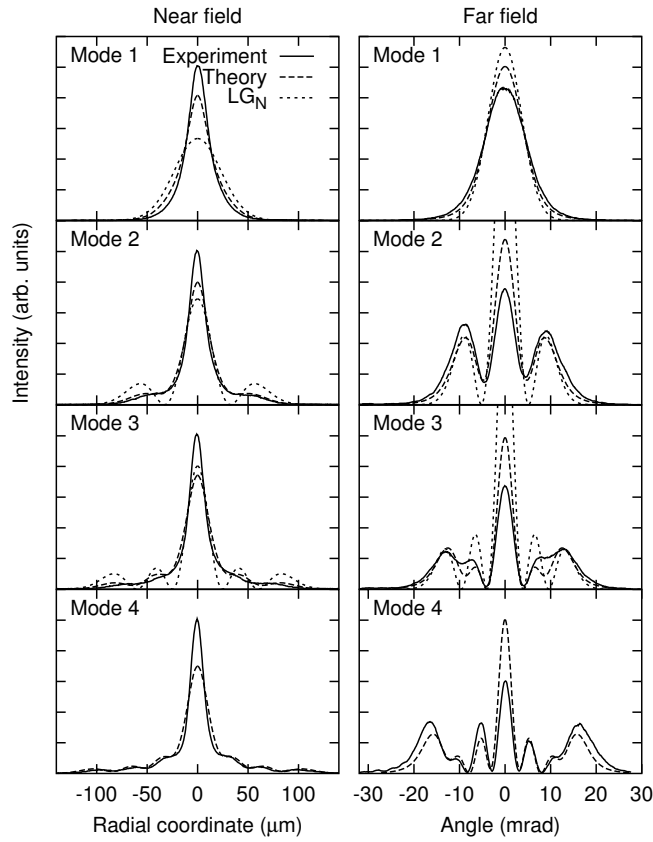 Near field
Far field
Mode 1
Experiment
Theory
LG_N
Mode 1
Mode 2
Mode 2
Mode 3
Mode 3
Mode 4
Mode 4
Intensity (arb. units)
-100 -50 0 50 100
-30 -20 -10 0 10 20 30
Radial coordinate (μm)
Angle (mrad)